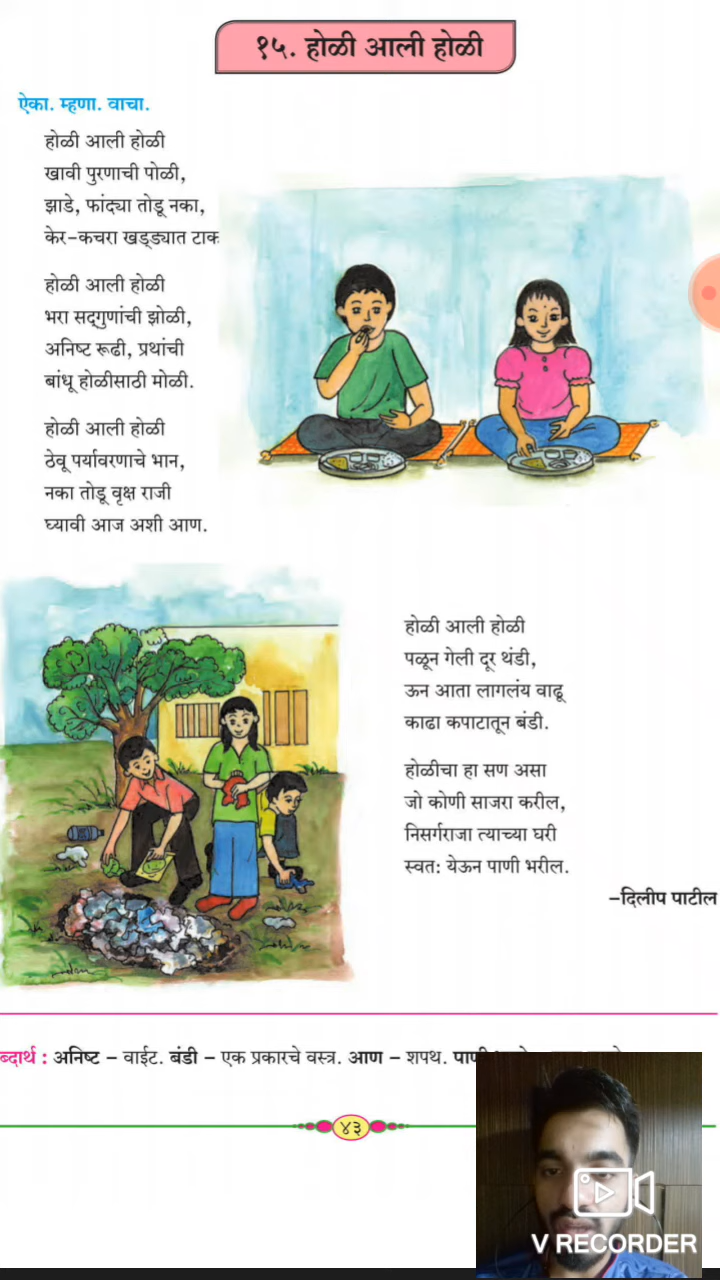 १५. होळी आली होळी
ऐका. म्हणा. वाचा.
होळी आली होळी
खावी पुरणाची पोळी,
झाडे, फांद्या तोडू नका,
केर-कचरा खड्ड्यात टाक
होळी आली होळी
भरा सद्‌गुणांची झोळी,
अनिष्ट रूढी, प्रथांची
बांधू होळीसाठी मोळी.
होळी आली होळी
ठेवू पर्यावरणाचे भान,
नका तोडू वृक्ष राजी
घ्यावी आज अशी आण.
होळी आली होळी
पळून गेली दूर थंडी,
ऊन आता लागलंय वाढू
काढा कपाटातून बंडी.
होळीचा हा सण असा
जो कोणी साजरा करील,
निसर्गराजा त्याच्या घरी
स्वत: येऊन पाणी भरील.
–दिलीप पाटील
ब्दार्थ : अनिष्ट – वाईट. बंडी – एक प्रकारचे वस्त्र. आण – शपथ.
४३
V RECORDER